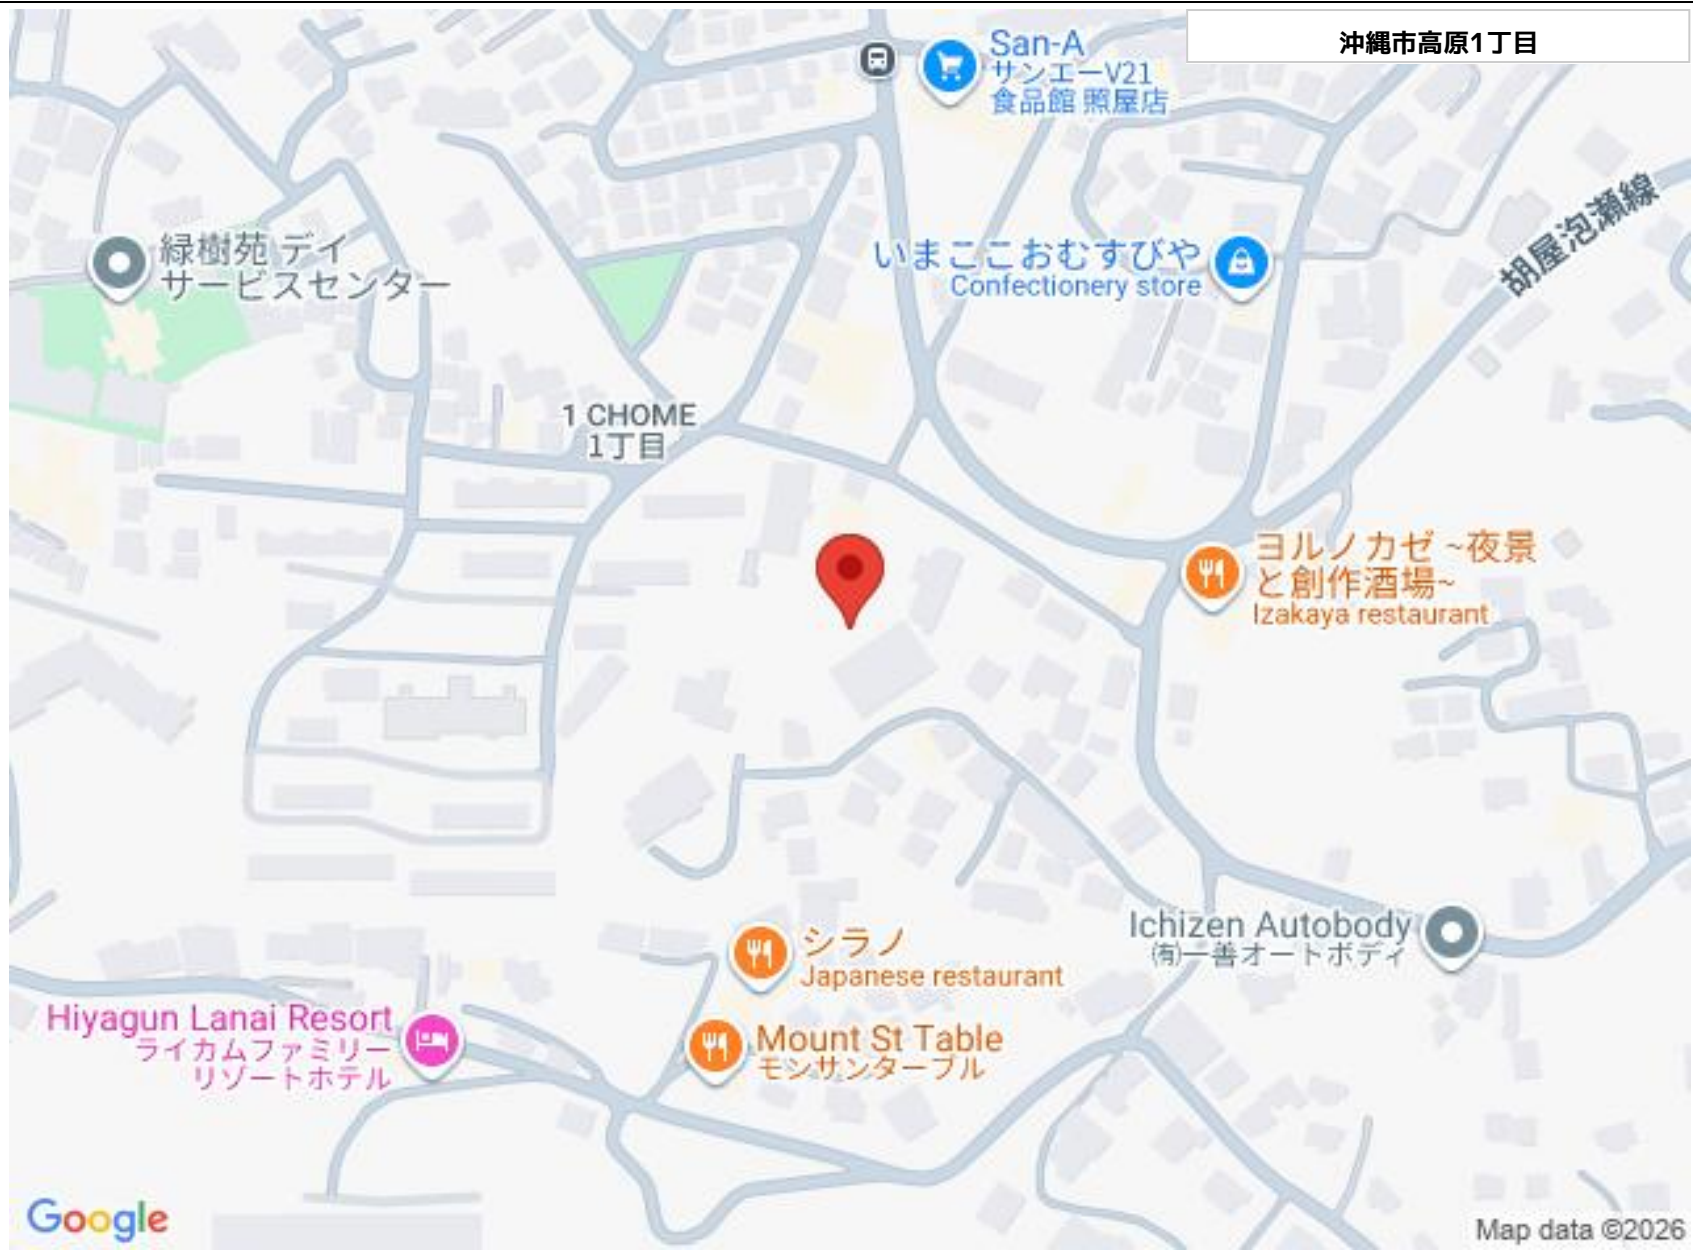 沖縄市高原1丁目
San-A
サンエーV21
食品館 照屋店
胡屋泡瀬線
緑樹苑 デイ
サービスセンター
いまここおむすびや
Confectionery store
1 CHOME
1丁目
ヨルノカゼ ~夜景
と創作酒場~
Izakaya restaurant
Ichizen Autobody
㈲一善オートボディ
シラノ
Japanese restaurant
Hiyagun Lanai Resort
ライカムファミリー
リゾートホテル
Mount St Table
モンサンターブル
Google
Map data ©2026